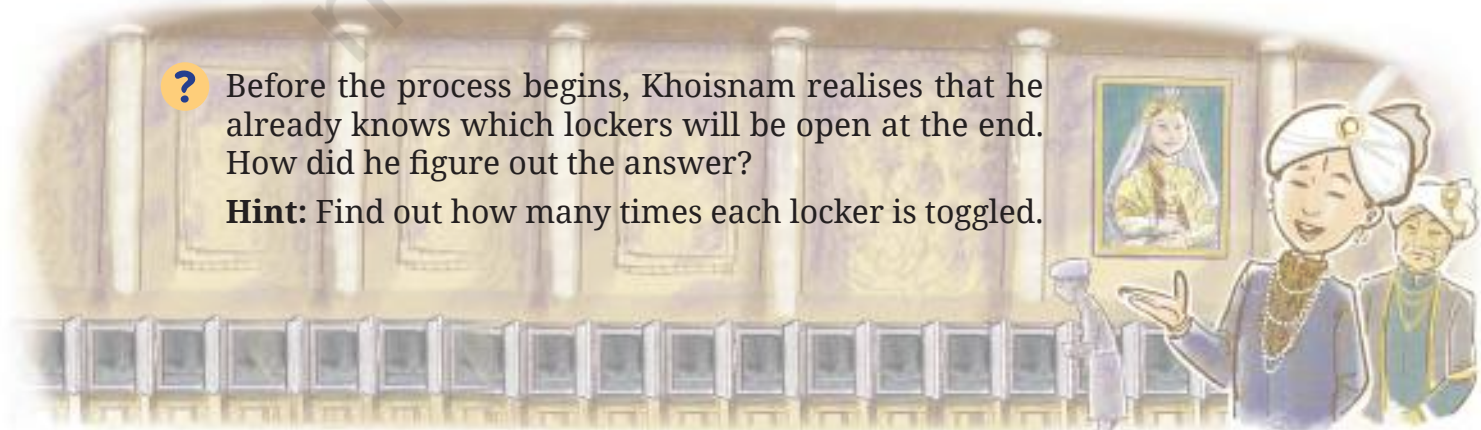 ?
Before the process begins, Khoisnam realises that he
already knows which lockers will be open at the end.
How did he figure out the answer?
Hint: Find out how many times each locker is toggled.